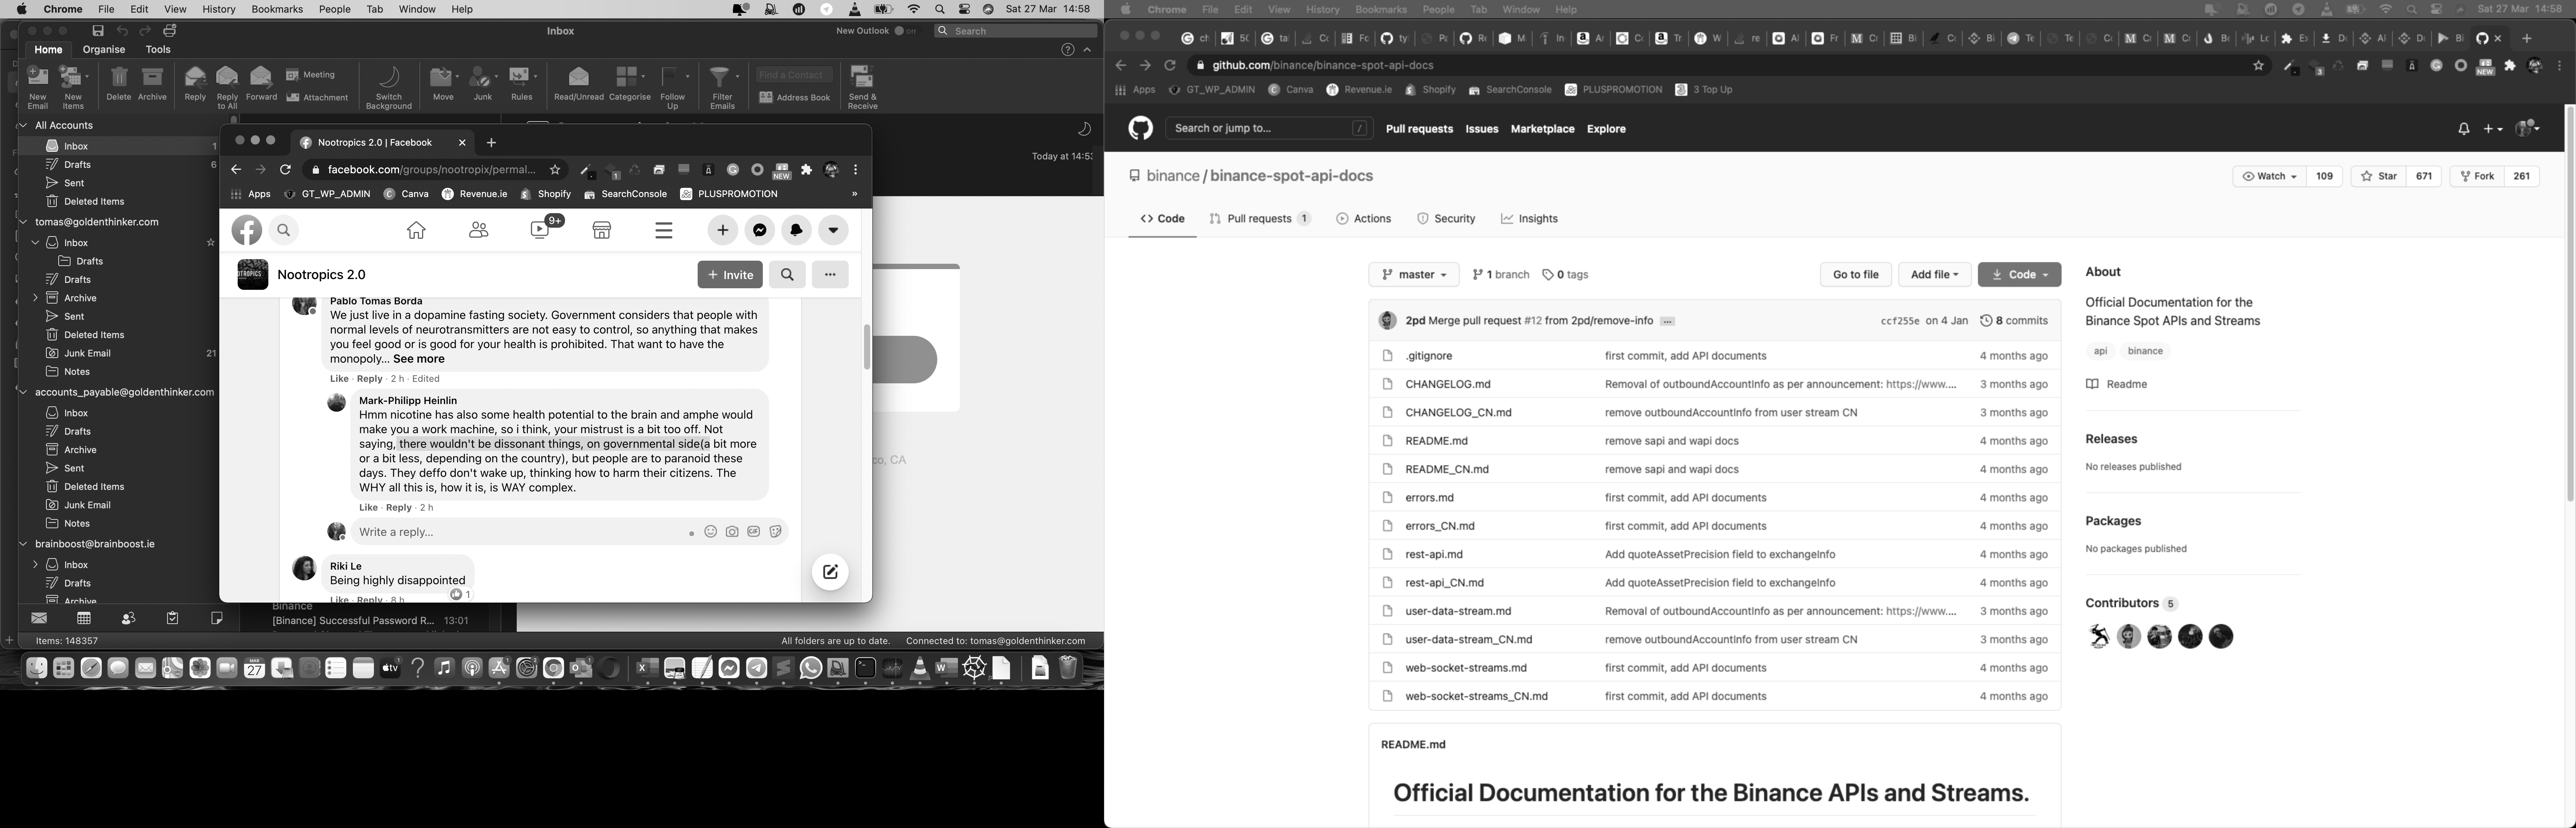 Chrome File Edit View History Bookmarks People Tab Window Help
Sat 27 Mar 14:58
Inbox
New Outlook
Search
Home Organise Tools
New Email
New Items
Delete
Archive
Reply
Reply to All
Forward
Meeting
Attachment
Switch Background
Move
Junk
Rules
Read/Unread
Categorise
Follow Up
Filter Emails
Find a Contact
Address Book
Send & Receive
All Accounts
Inbox 1
Drafts 6
Sent
Deleted Items
tomas@goldenthinker.com
Inbox
Drafts
Drafts
Archive
Sent
Deleted Items
Junk Email 21
Notes
accounts_payable@goldenthinker.com
Inbox
Drafts
Archive
Sent
Deleted Items
Junk Email
Notes
brainboost@brainboost.ie
Inbox
Drafts
Archive
Today at 14:53
co, CA
Nootropics 2.0 | Facebook
facebook.com/groups/nootropix/permal...
Apps GT_WP_ADMIN Canva Revenue.ie Shopify SearchConsole PLUSPROMOTION »
9+
Nootropics 2.0
+ Invite
Pablo Tomas Borda
We just live in a dopamine fasting society. Government considers that people with
normal levels of neurotransmitters are not easy to control, so anything that makes
you feel good or is good for your health is prohibited. That want to have the
monopoly... See more
Like · Reply · 2 h · Edited
Mark-Philipp Heinlin
Hmm nicotine has also some health potential to the brain and amphe would
make you a work machine, so i think, your mistrust is a bit too off. Not
saying, there wouldn't be dissonant things, on governmental side(a bit more
or a bit less, depending on the country), but people are to paranoid these
days. They deffo don't wake up, thinking how to harm their citizens. The
WHY all this is, how it is, is WAY complex.
Like · Reply · 2 h
Write a reply...
GIF
Riki Le
Being highly disappointed
1
Like · Reply · 8 h
Binance
[Binance] Successful Password R... 13:01
Items: 148357
All folders are up to date.
Connected to: tomas@goldenthinker.com
MAR
27
tv
Chrome File Edit View History Bookmarks People Tab Window Help
Sat 27 Mar 14:58
github.com/binance/binance-spot-api-docs
NEW
Apps GT_WP_ADMIN Canva Revenue.ie Shopify SearchConsole PLUSPROMOTION 3 Top Up
Search or jump to... /
Pull requests Issues Marketplace Explore
binance / binance-spot-api-docs
Watch 109
Star 671
Fork 261
Code
Pull requests 1
Actions
Security
Insights
master
1 branch
0 tags
Go to file
Add file
Code
2pd Merge pull request #12 from 2pd/remove-info ...
ccf255e on 4 Jan
8 commits
.gitignore first commit, add API documents 4 months ago
CHANGELOG.md Removal of outboundAccountInfo as per announcement: https://www.... 3 months ago
CHANGELOG_CN.md remove outboundAccountInfo from user stream CN 3 months ago
README.md remove sapi and wapi docs 4 months ago
README_CN.md remove sapi and wapi docs 4 months ago
errors.md first commit, add API documents 4 months ago
errors_CN.md first commit, add API documents 4 months ago
rest-api.md Add quoteAssetPrecision field to exchangeInfo 4 months ago
rest-api_CN.md Add quoteAssetPrecision field to exchangeInfo 4 months ago
user-data-stream.md Removal of outboundAccountInfo as per announcement: https://www.... 3 months ago
user-data-stream_CN.md remove outboundAccountInfo from user stream CN 3 months ago
web-socket-streams.md first commit, add API documents 4 months ago
web-socket-streams_CN.md first commit, add API documents 4 months ago
README.md
Official Documentation for the Binance APIs and Streams.
About
Official Documentation for the
Binance Spot APIs and Streams
api binance
Readme
Releases
No releases published
Packages
No packages published
Contributors 5